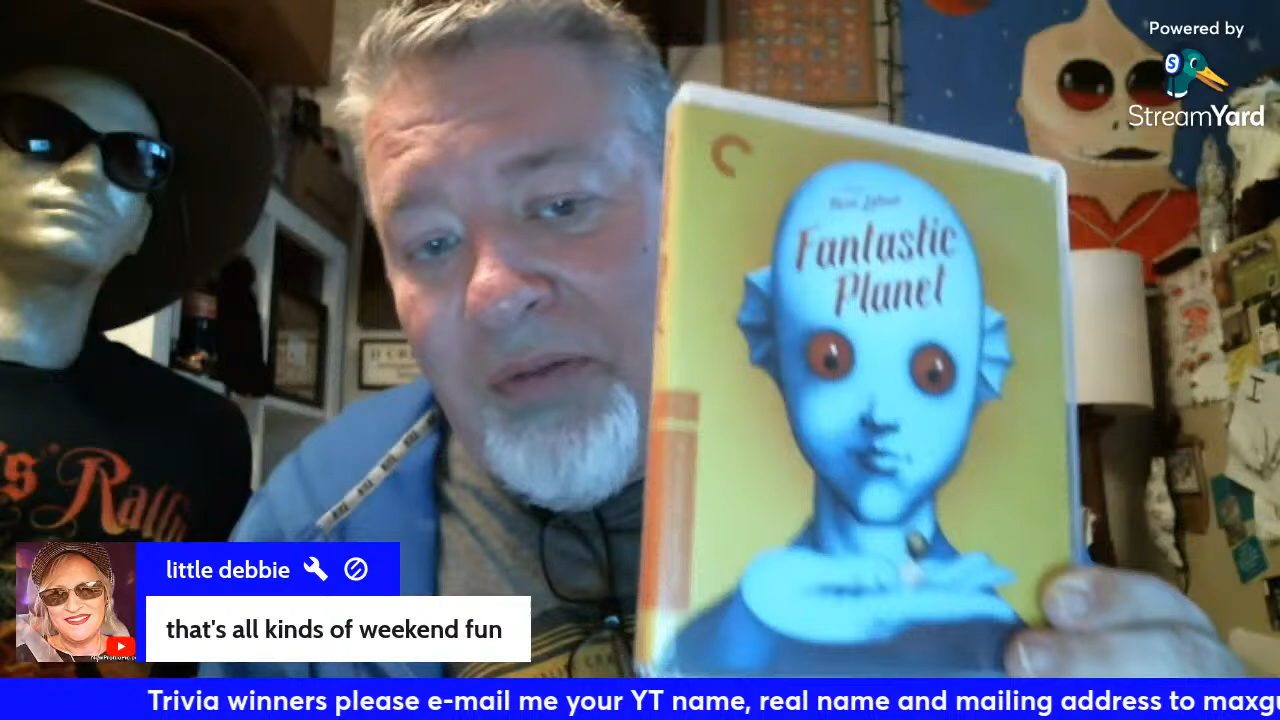 Powered by
StreamYard
Fantastic
Planet
little debbie
that's all kinds of weekend fun
Trivia winners please e-mail me your YT name, real name and mailing address to maxg